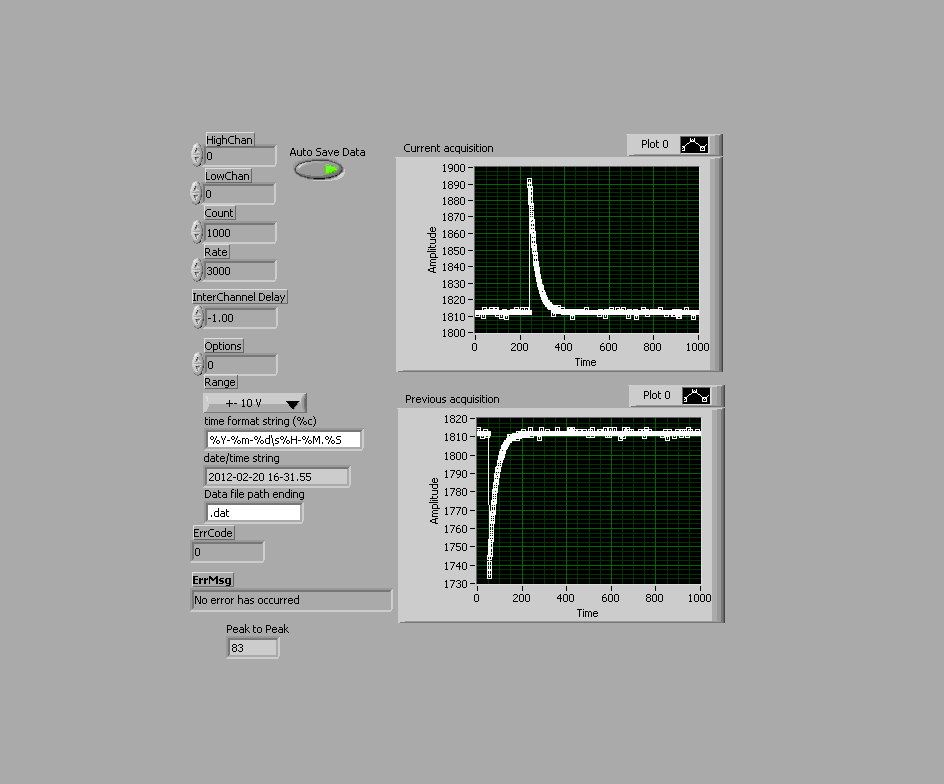 HighChan
0
Auto Save Data
LowChan
0
Count
1000
Rate
3000
InterChannel Delay
-1.00
Options
0
Range
+- 10 V
time format string (%c)
%Y-%m-%d\s%H-%M.%S
date/time string
2012-02-20 16-31.55
Data file path ending
.dat
ErrCode
0
ErrMsg
No error has occurred
Peak to Peak
83
Current acquisition
Plot 0
Amplitude
1900
1890
1880
1870
1860
1850
1840
1830
1820
1810
1800
0 200 400 600 800 1000
Time
Previous acquisition
Plot 0
Amplitude
1820
1810
1800
1790
1780
1770
1760
1750
1740
1730
0 200 400 600 800 1000
Time